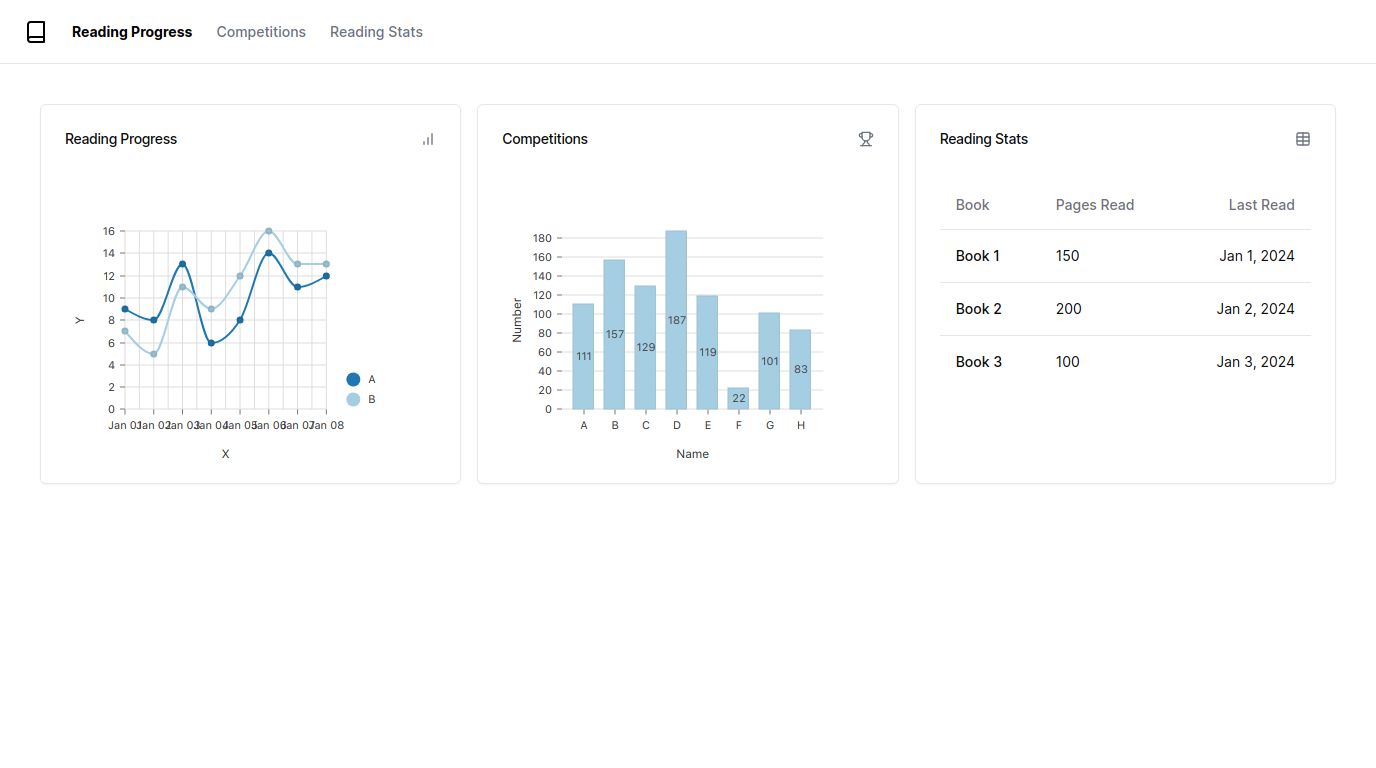 Reading Progress Competitions Reading Stats
Reading Progress
16
14
12
10
8
6
4
2
0
Y
Jan 01 Jan 02 Jan 03 Jan 04 Jan 05 Jan 06 Jan 07 Jan 08
X
A
B
Competitions
180
160
140
120
100
80
60
40
20
0
Number
111 157 129 187 119 22 101 83
A B C D E F G H
Name
Reading Stats
Book Pages Read Last Read
Book 1 150 Jan 1, 2024
Book 2 200 Jan 2, 2024
Book 3 100 Jan 3, 2024